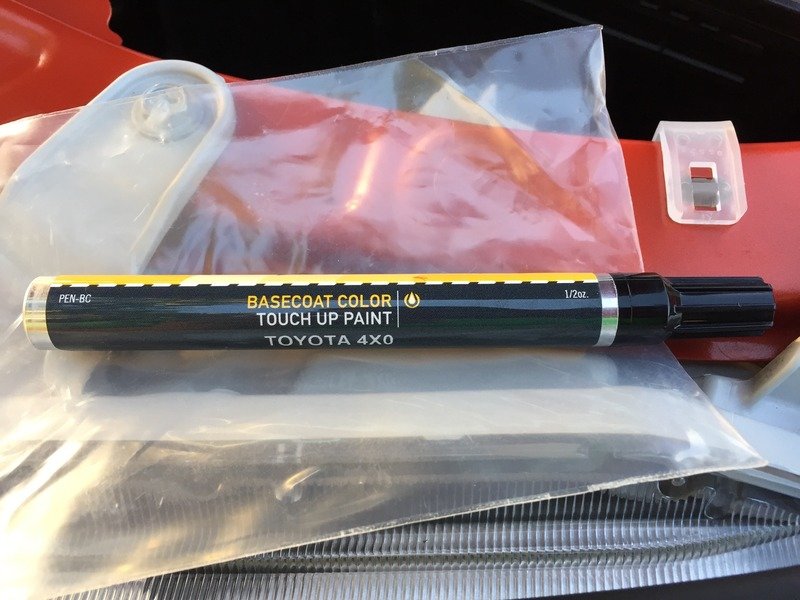 PEN-BC
BASECOAT COLOR
TOUCH UP PAINT
TOYOTA 4X0
1/2oz.